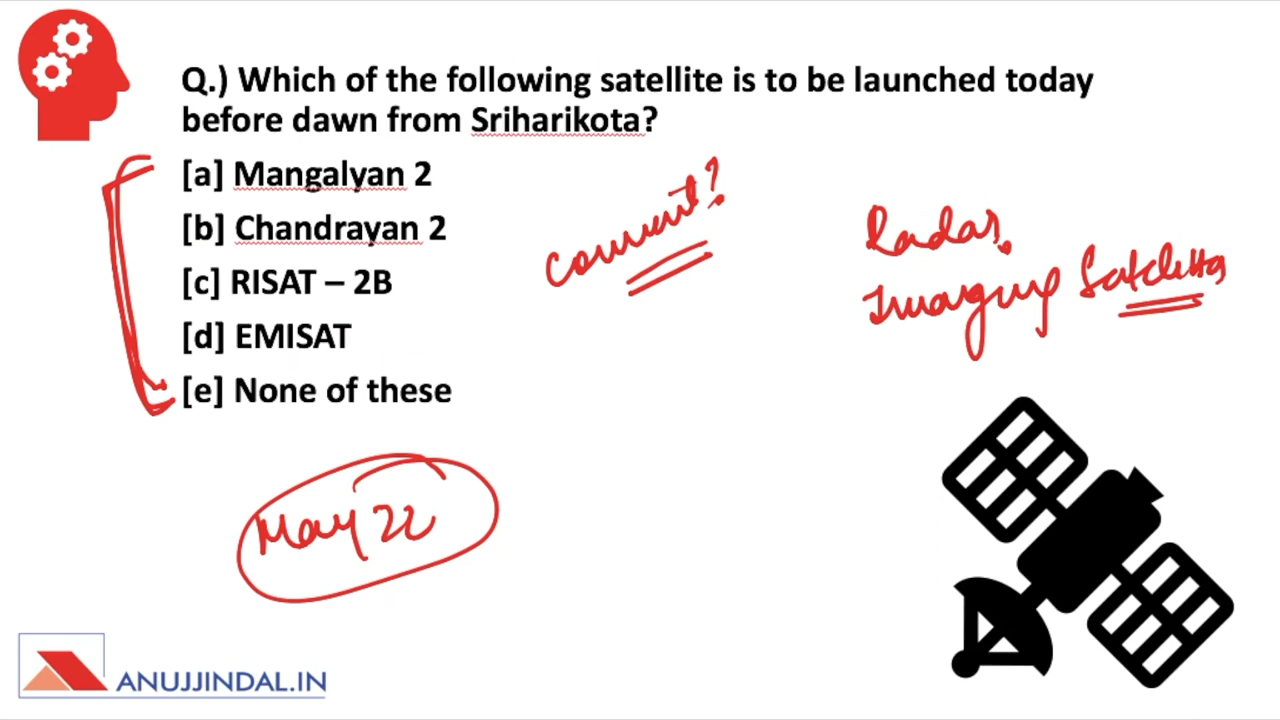 Q.) Which of the following satellite is to be launched today
before dawn from Sriharikota?
[a] Mangalyan 2
[b] Chandrayan 2
[c] RISAT – 2B
[d] EMISAT
[e] None of these
comment?
Radar
Imaging Satellite
May 22
ANUJJINDAL.IN